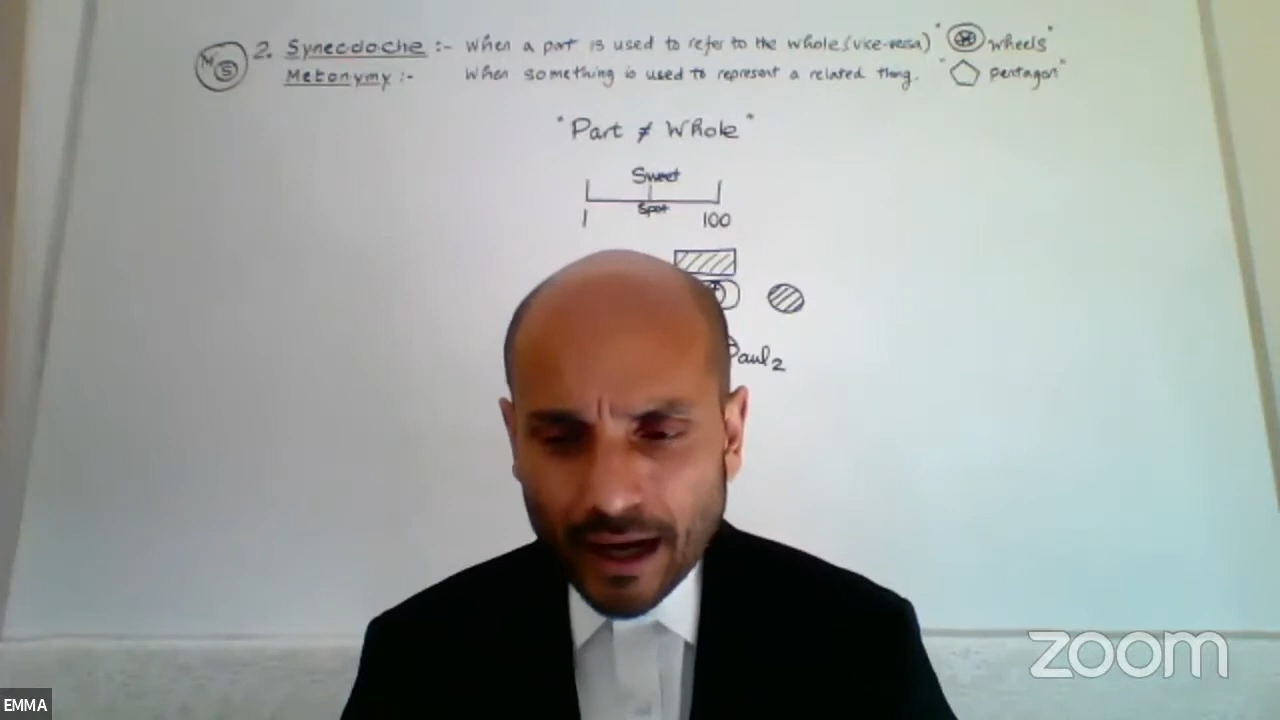 M S
2. Synecdoche :- When a part is used to refer to the whole (vice-versa) " wheels"
Metonymy :- When something is used to represent a related thing. " pentagon"
"Part ≠ Whole"
Sweet
Spot
1 100
Paul2
zoom
EMMA